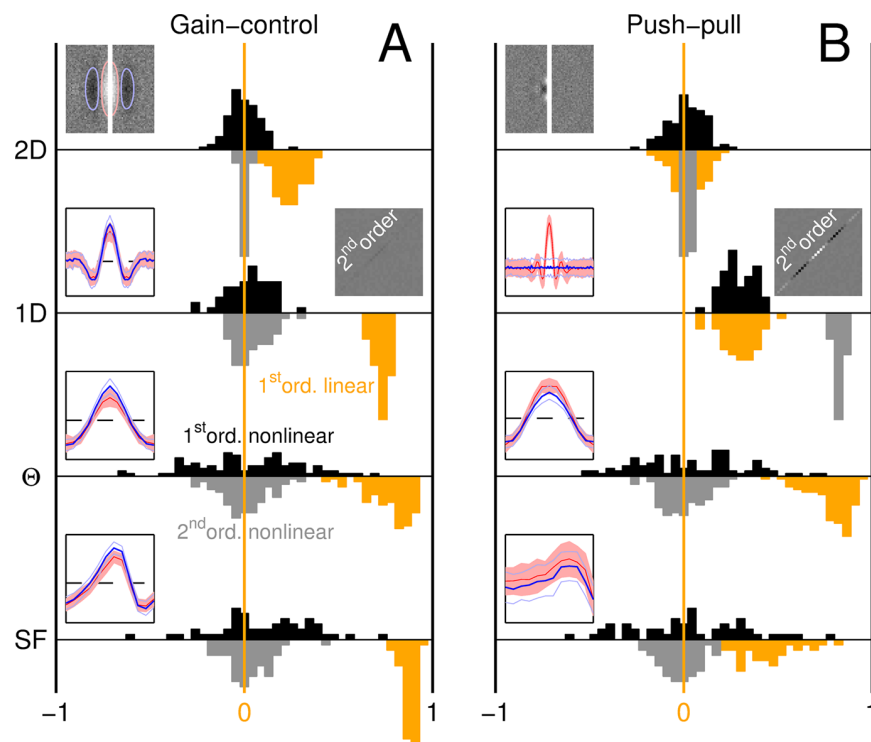 Gain−control
A
Push−pull
B
2D
2nd order
2nd order
1D
1st ord. linear
1st ord. nonlinear
Θ
2nd ord. nonlinear
SF
−1
0
1
−1
0
1